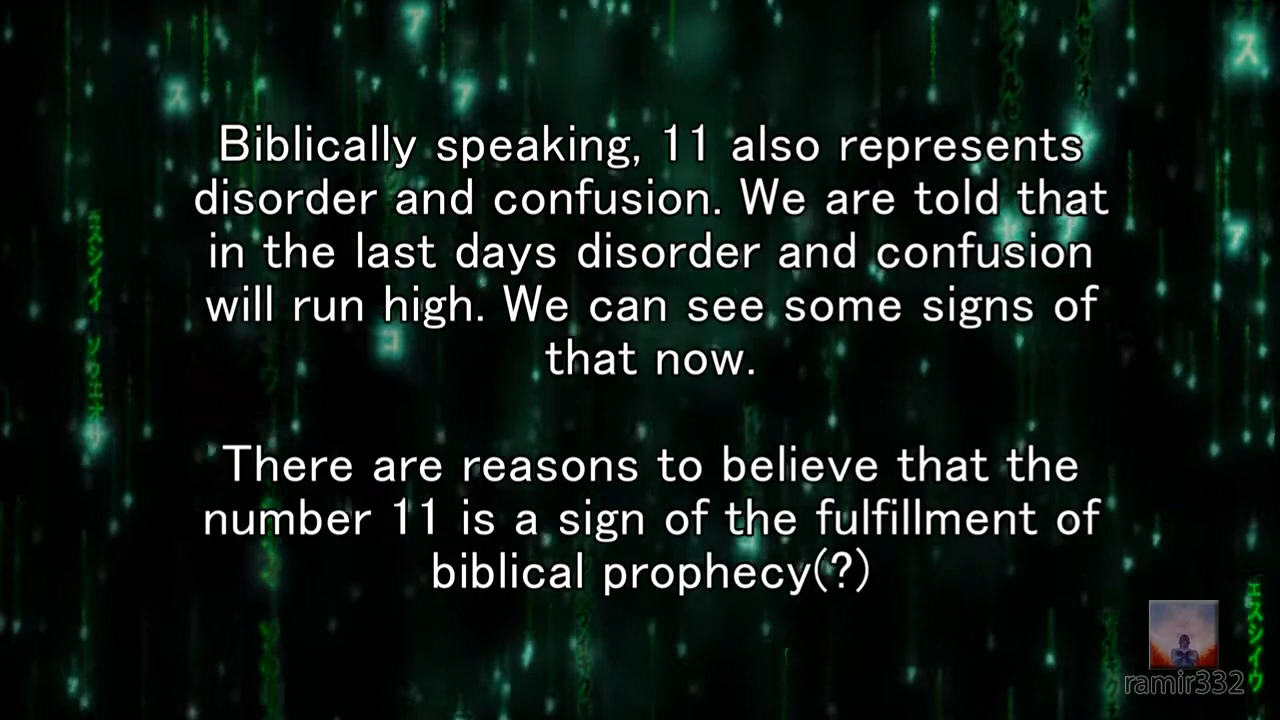 Biblically speaking, 11 also represents
disorder and confusion. We are told that
in the last days disorder and confusion
will run high. We can see some signs of
that now.
There are reasons to believe that the
number 11 is a sign of the fulfillment of
biblical prophecy(?)
ramir332